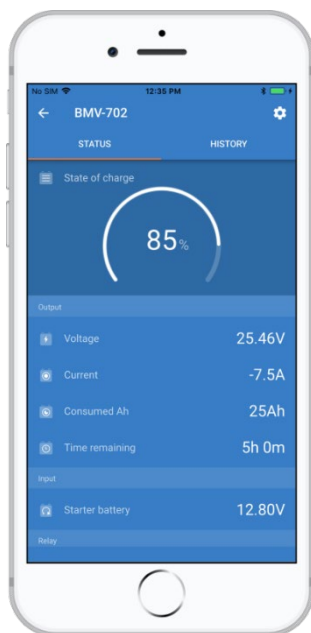 No SIM 12:35 PM
BMV-702
STATUS HISTORY
State of charge
85%
Output
Voltage 25.46V
Current -7.5A
Consumed Ah 25Ah
Time remaining 5h 0m
Input
Starter battery 12.80V
Relay